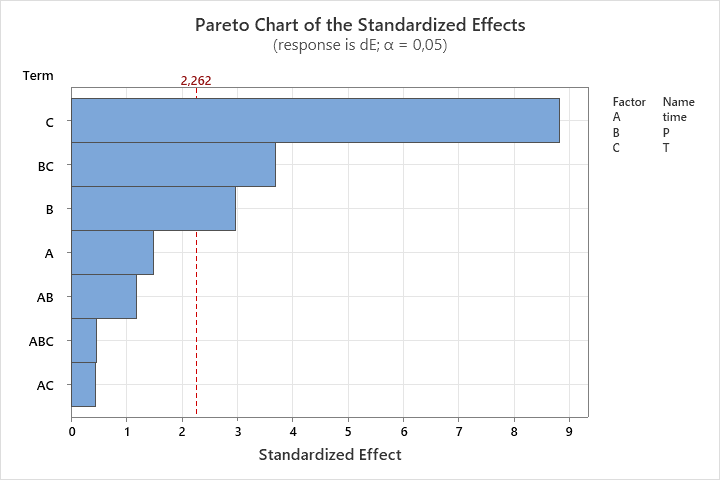 Pareto Chart of the Standardized Effects
(response is dE; α = 0,05)
Term
2,262
C
BC
B
A
AB
ABC
AC
0 1 2 3 4 5 6 7 8 9
Standardized Effect
Factor Name
A time
B P
C T